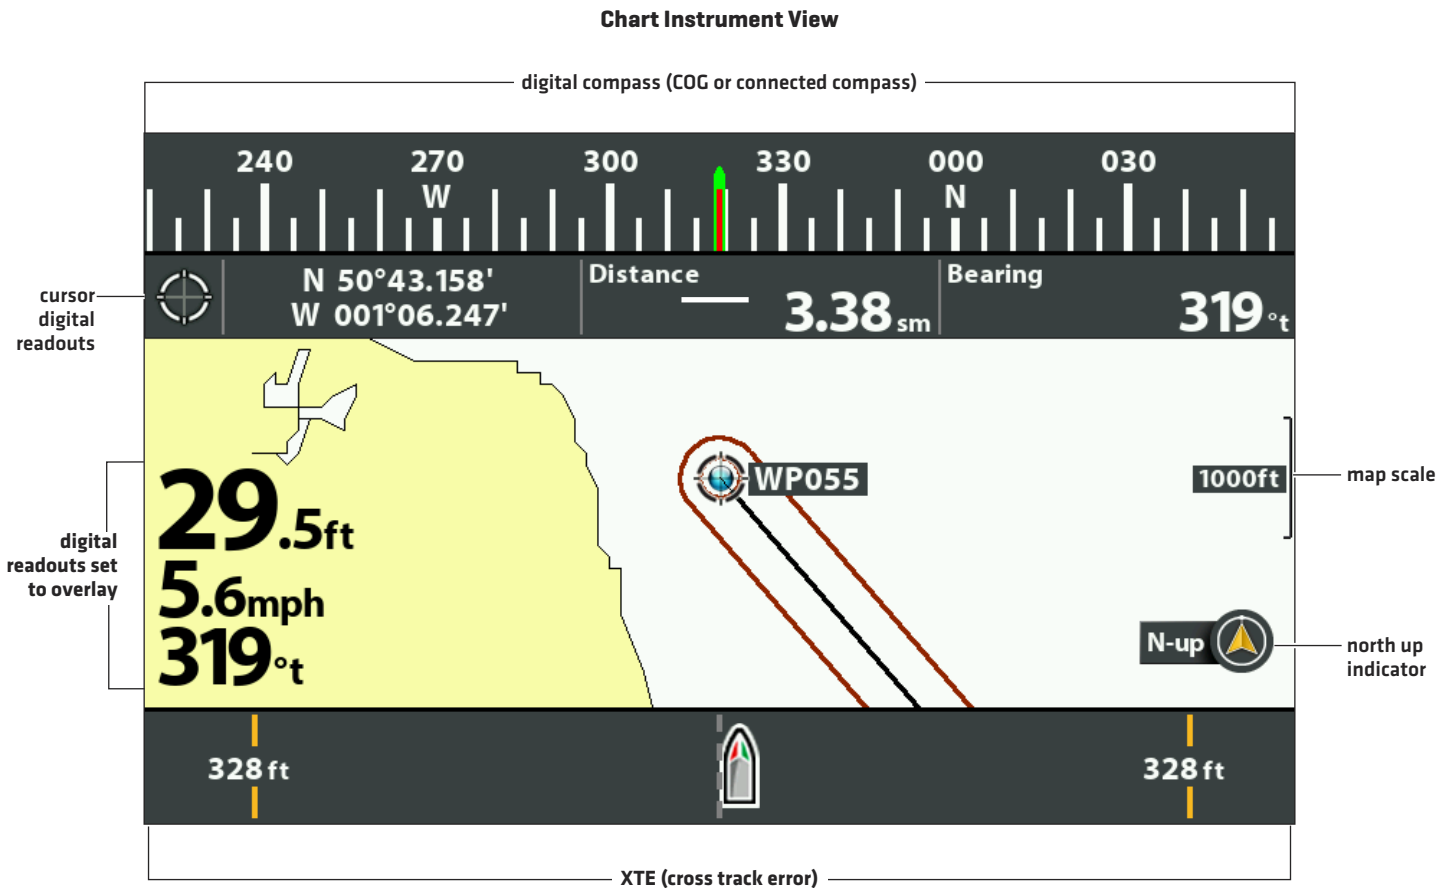 Chart Instrument View
digital compass (COG or connected compass)
240 270 300 330 000 030
W N
cursor
digital
readouts
N 50°43.158'
W 001°06.247'
Distance
3.38 sm
Bearing
319 °t
WP055
1000ft
map scale
digital
readouts set
to overlay
29.5ft
5.6mph
319°t
N-up
north up
indicator
328 ft
328 ft
XTE (cross track error)